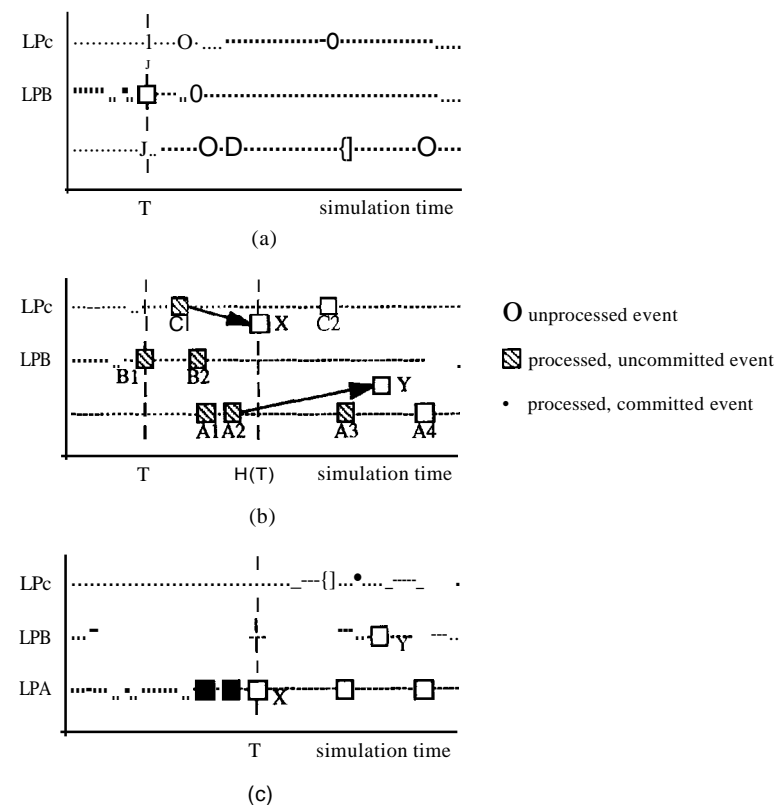 LPc
LPB
T simulation time
(a)
LPc
C1 X C2
LPB
B1 B2 Y
A1 A2 A3 A4
T H(T) simulation time
(b)
O unprocessed event
processed, uncommitted event
• processed, committed event
LPc
LPB Y
LPA X
T simulation time
(c)